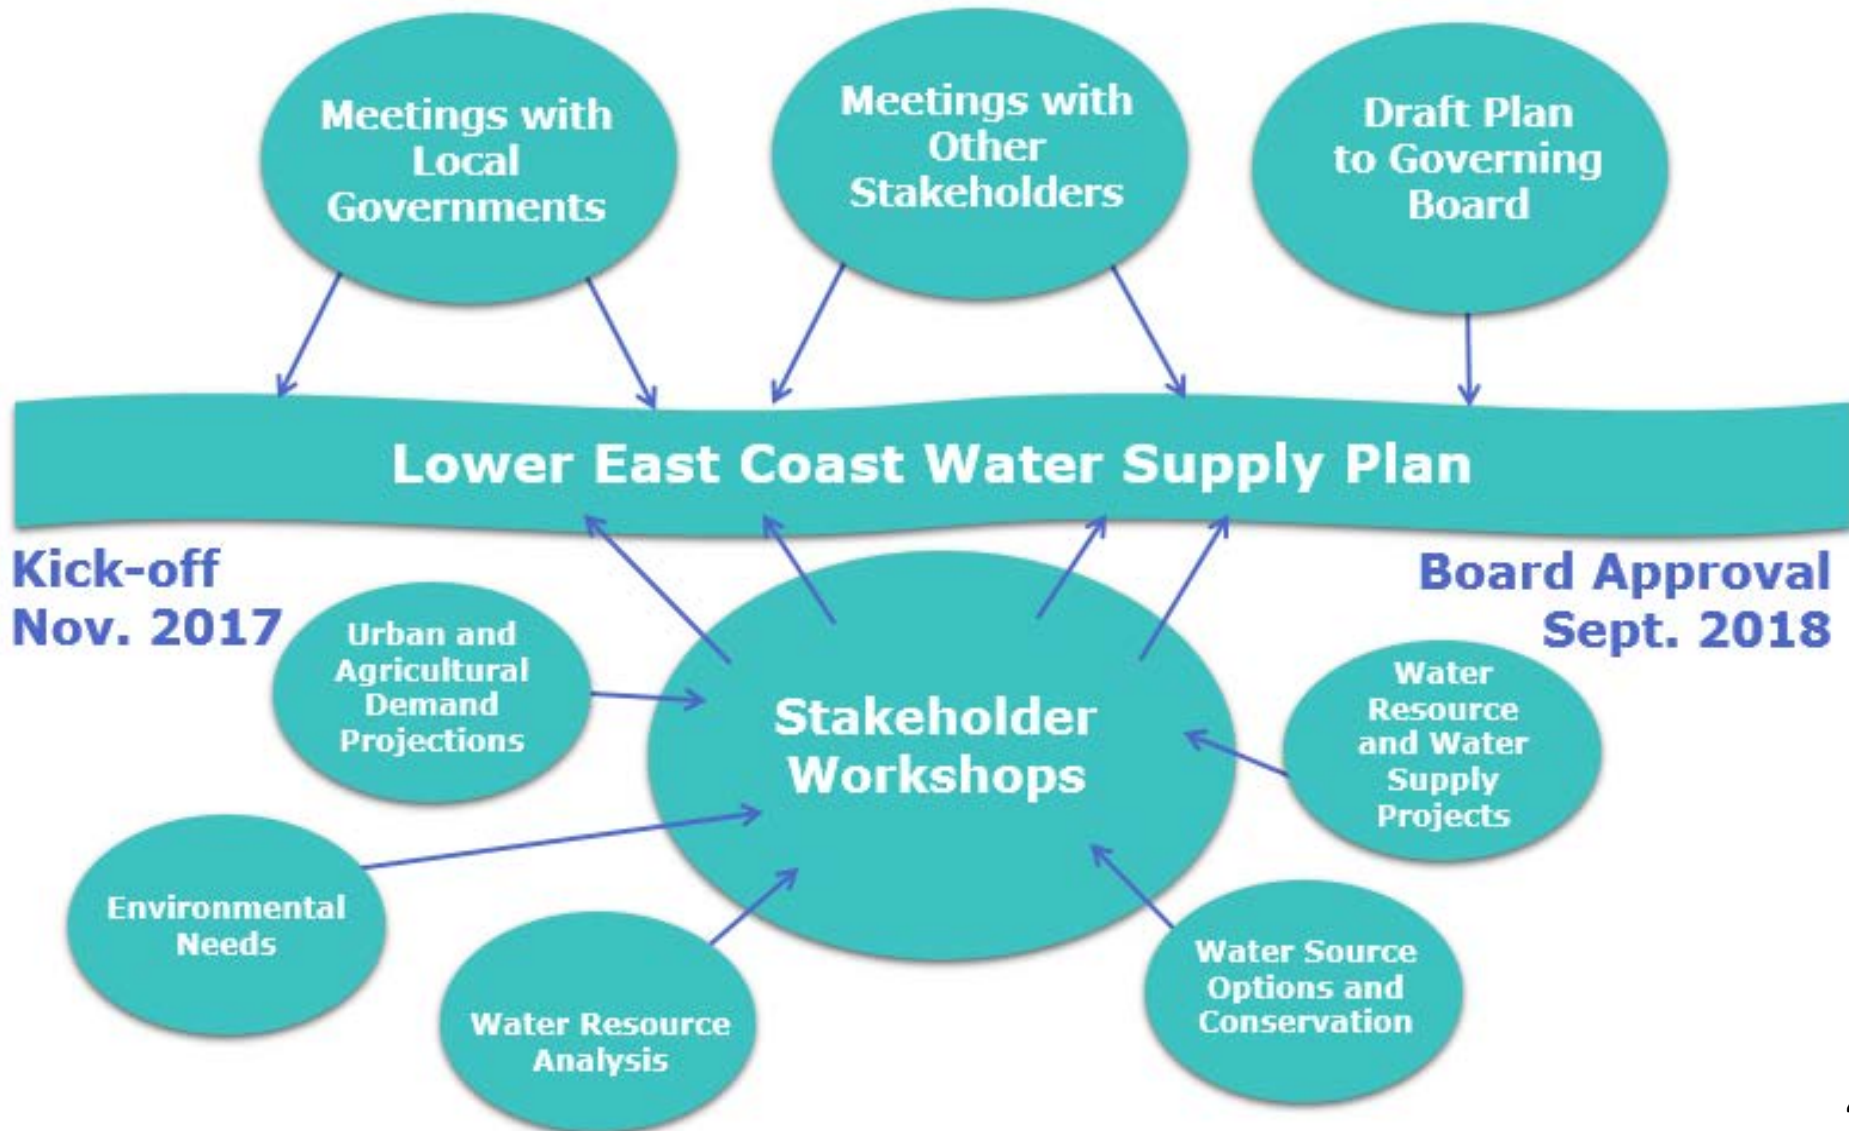 Meetings with
Local
Governments
Meetings with
Other
Stakeholders
Draft Plan
to Governing
Board
Lower East Coast Water Supply Plan
Kick-off
Nov. 2017
Board Approval
Sept. 2018
Urban and
Agricultural
Demand
Projections
Stakeholder
Workshops
Water
Resource
and Water
Supply
Projects
Environmental
Needs
Water Resource
Analysis
Water Source
Options and
Conservation